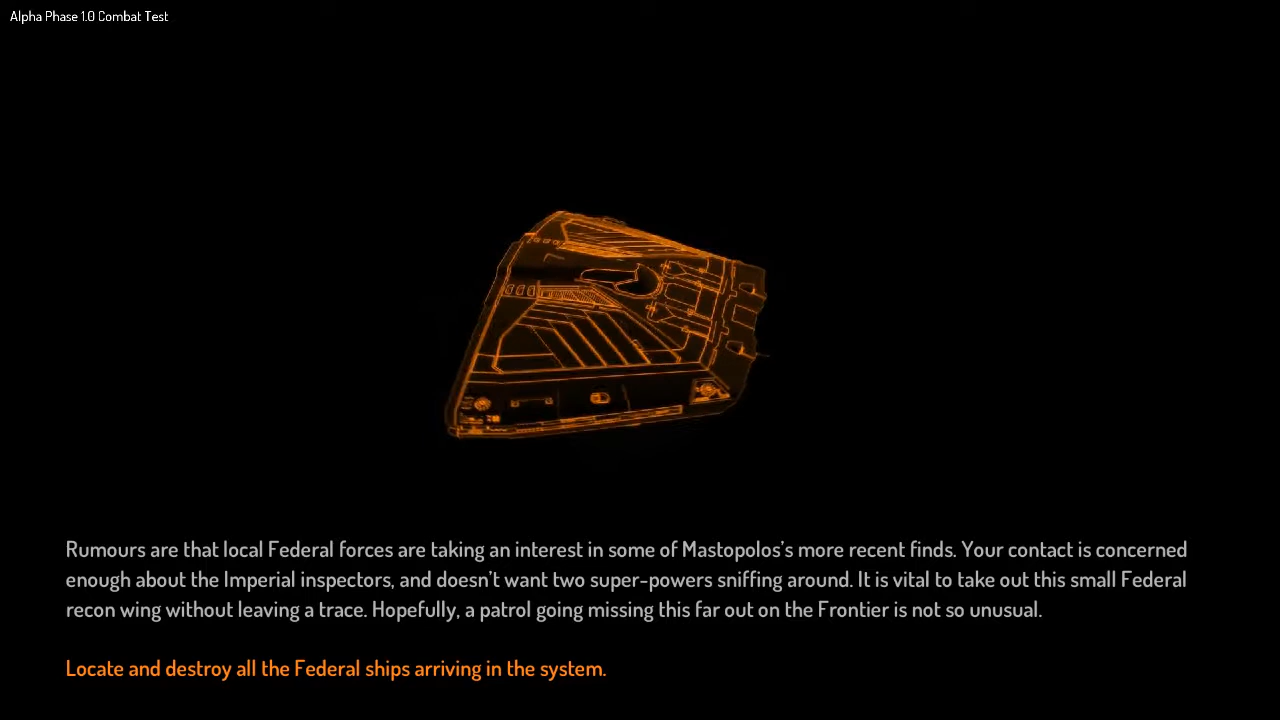 Alpha Phase 1.0 Combat Test
Rumours are that local Federal forces are taking an interest in some of Mastopolos's more recent finds. Your contact is concerned
enough about the Imperial inspectors, and doesn't want two super-powers sniffing around. It is vital to take out this small Federal
recon wing without leaving a trace. Hopefully, a patrol going missing this far out on the Frontier is not so unusual.
Locate and destroy all the Federal ships arriving in the system.